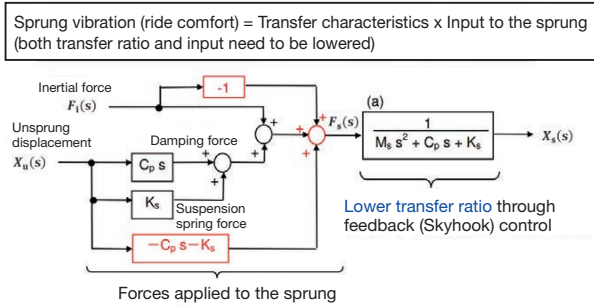 Sprung vibration (ride comfort) = Transfer characteristics x Input to the sprung
(both transfer ratio and input need to be lowered)
-1
Inertial force
Fᵢ(s)
+
+
+
Fₛ(s)
(a)
1
Mₛ s² + Cₚ s + Kₛ
Xₛ(s)
Unsprung
displacement
Xᵤ(s)
Damping force
Cₚ s
+
+
+
+
Kₛ
Suspension
spring force
−Cₚ s−Kₛ
Lower transfer ratio through
feedback (Skyhook) control
Forces applied to the sprung